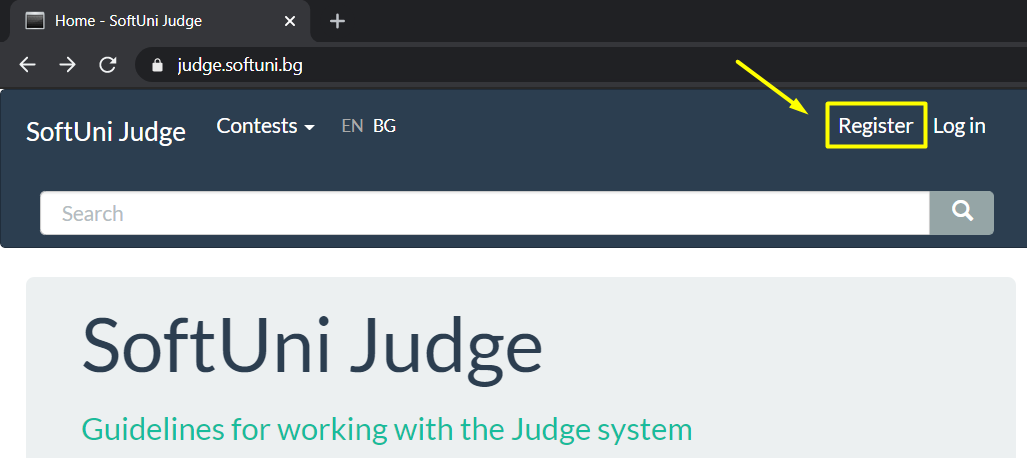 Home - SoftUni Judge
judge.softuni.bg
SoftUni Judge Contests EN BG Register Log in
Search
SoftUni Judge
Guidelines for working with the Judge system